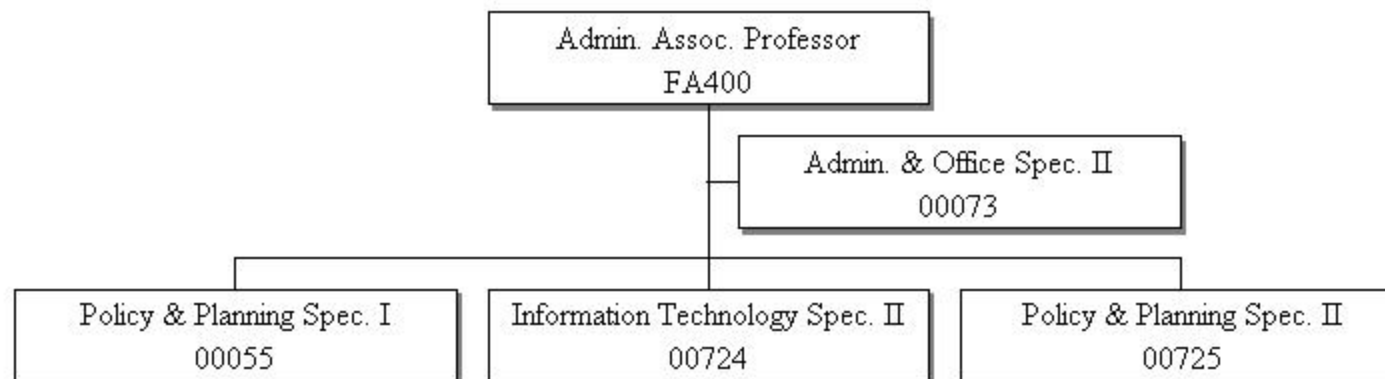 Admin. Assoc. Professor
FA400
Admin. & Office Spec. II
00073
Policy & Planning Spec. I
00055
Information Technology Spec. II
00724
Policy & Planning Spec. II
00725